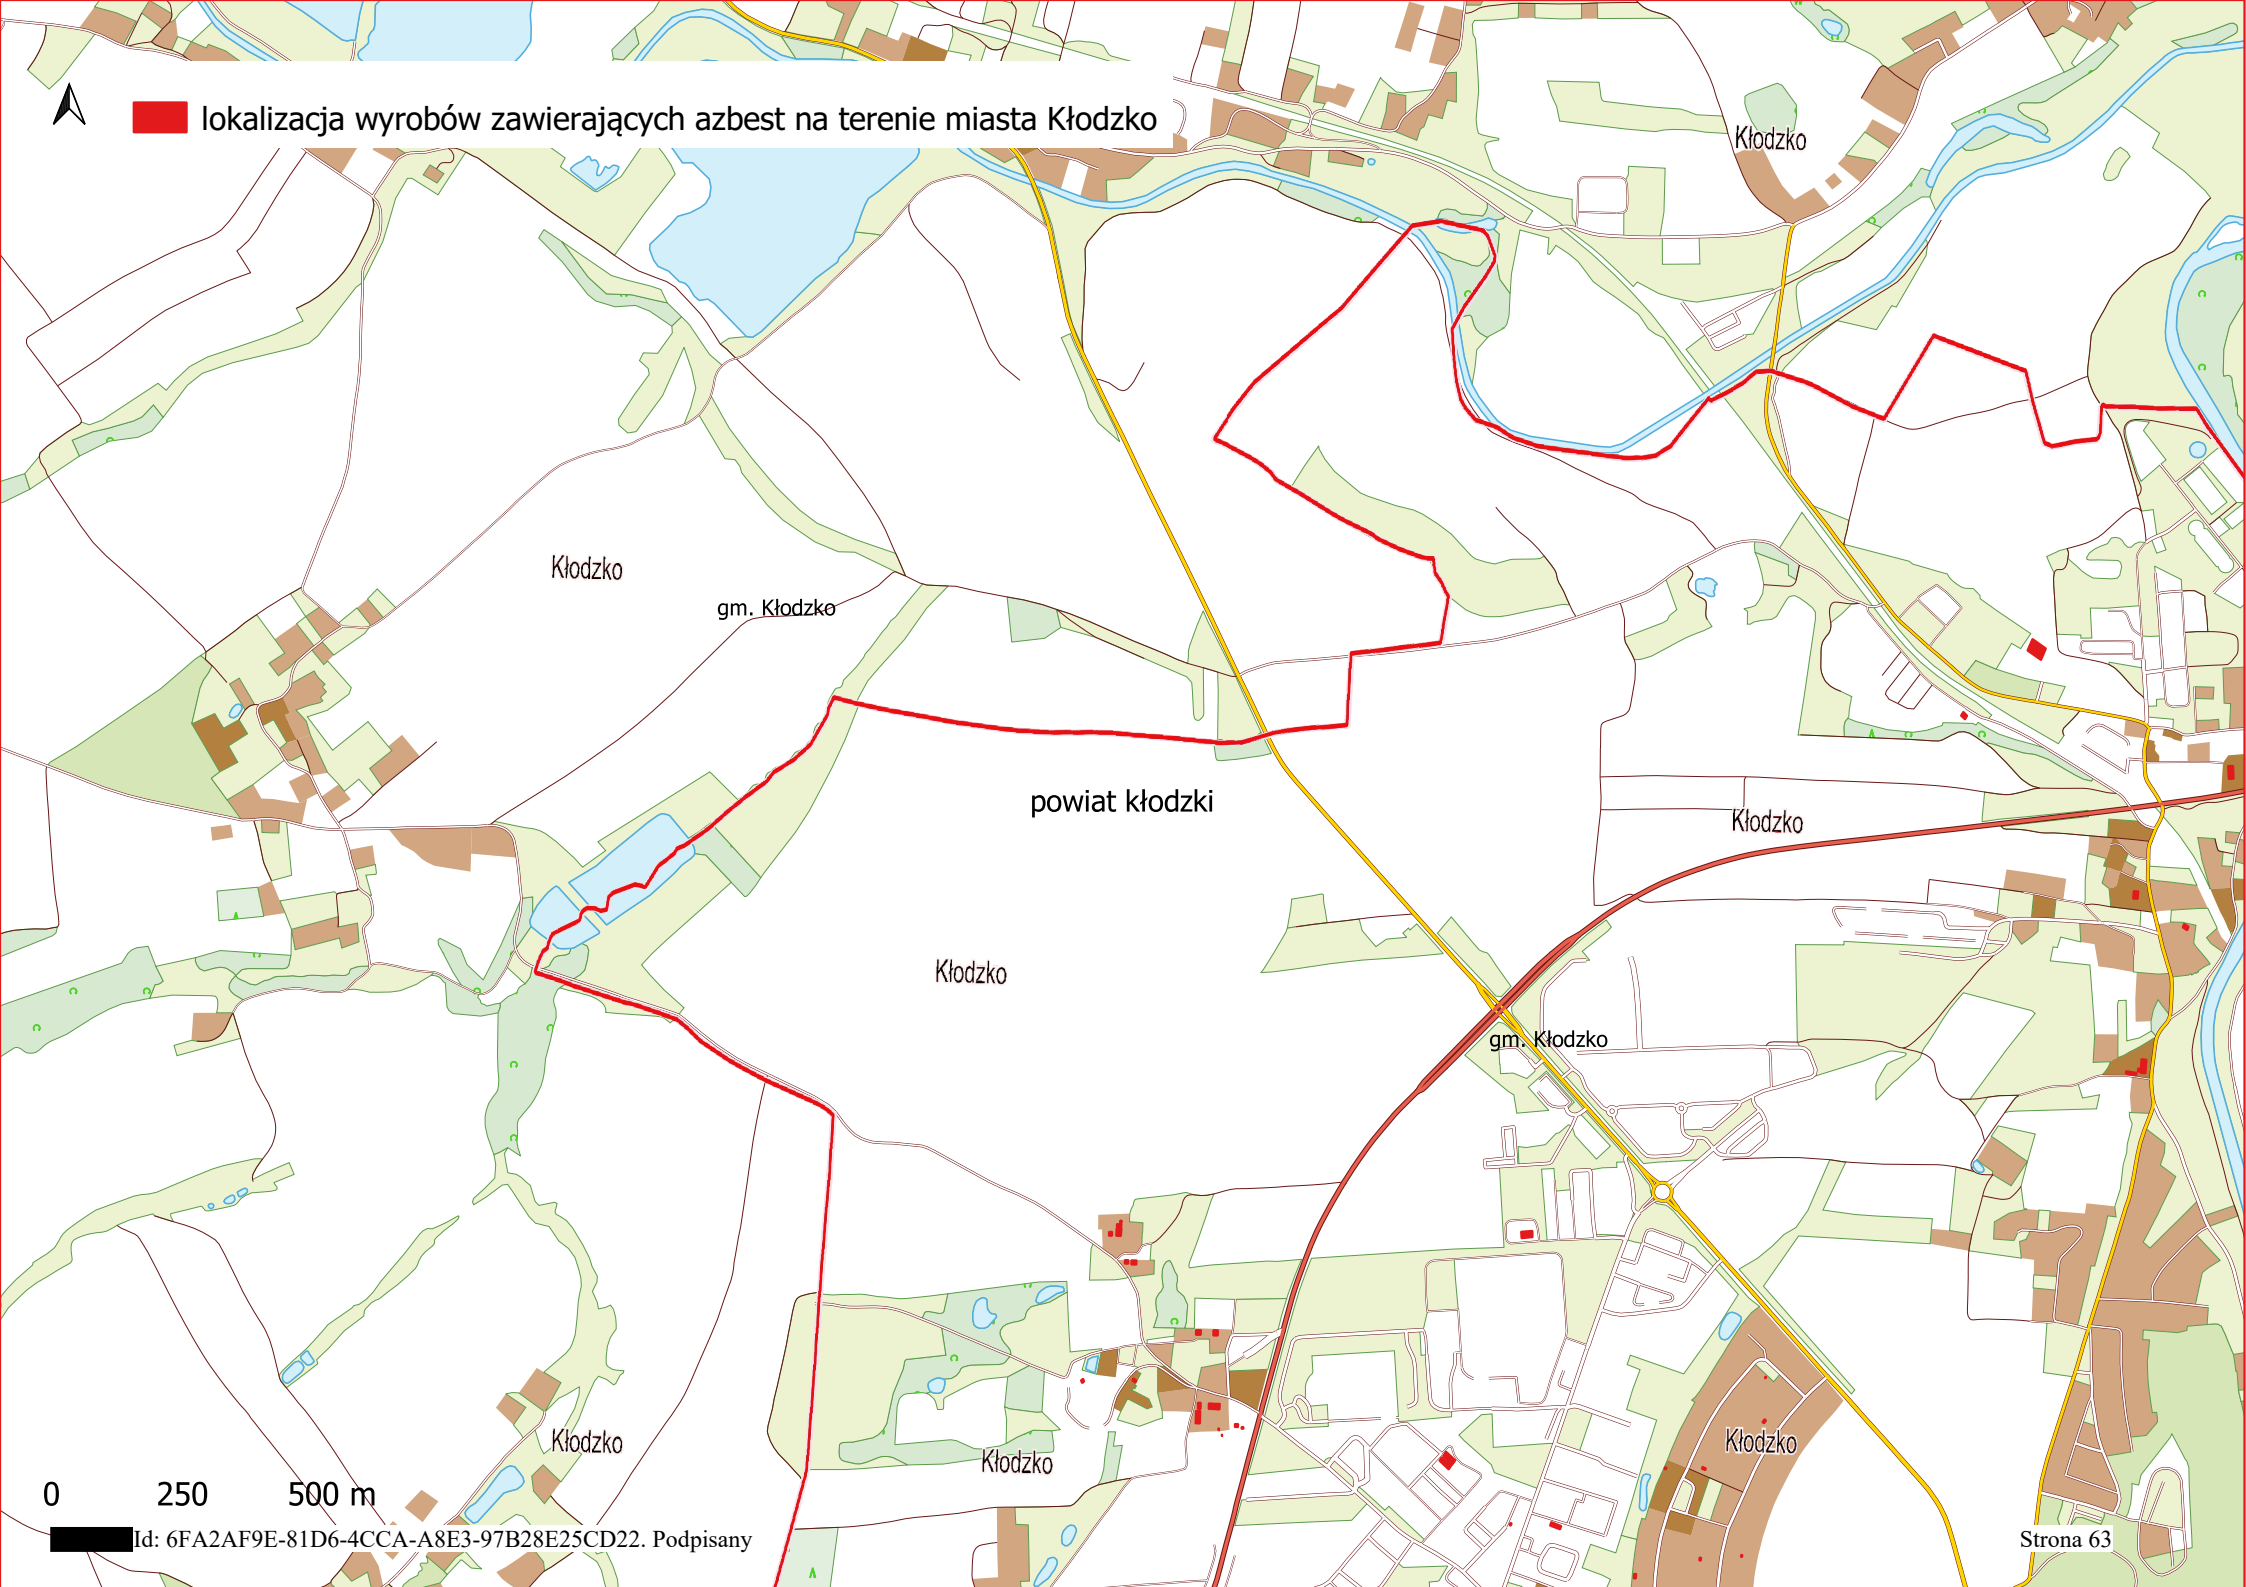 lokalizacja wyrobów zawierających azbest na terenie miasta Kłodzko
Kłodzko
Kłodzko
gm. Kłodzko
powiat kłodzki
Kłodzko
Kłodzko
gm. Kłodzko
Kłodzko
Kłodzko
Kłodzko
0 250 500 m
Id: 6FA2AF9E-81D6-4CCA-A8E3-97B28E25CD22. Podpisany
Strona 63